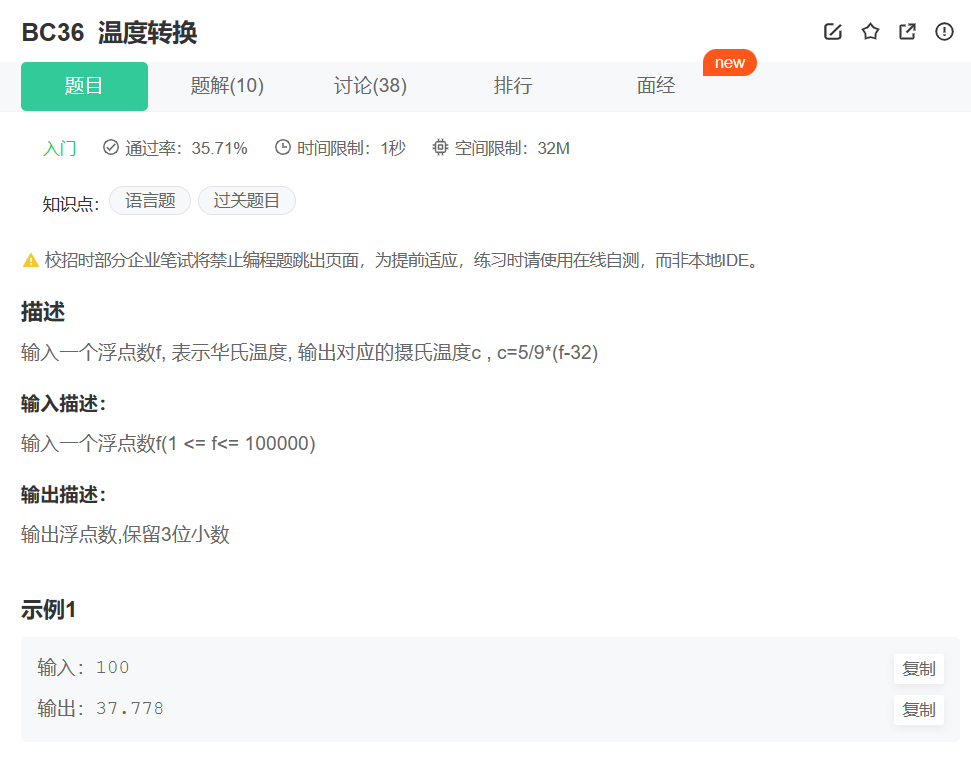 BC36 温度转换
题目 题解(10) 讨论(38) 排行 面经 new
入门 通过率：35.71% 时间限制：1秒 空间限制：32M
知识点： 语言题 过关题目
校招时部分企业笔试将禁止编程题跳出页面，为提前适应，练习时请使用在线自测，而非本地IDE。
描述
输入一个浮点数f, 表示华氏温度, 输出对应的摄氏温度c , c=5/9*(f-32)
输入描述：
输入一个浮点数f(1 <= f<= 100000)
输出描述：
输出浮点数,保留3位小数
示例1
输入：100 复制
输出：37.778 复制